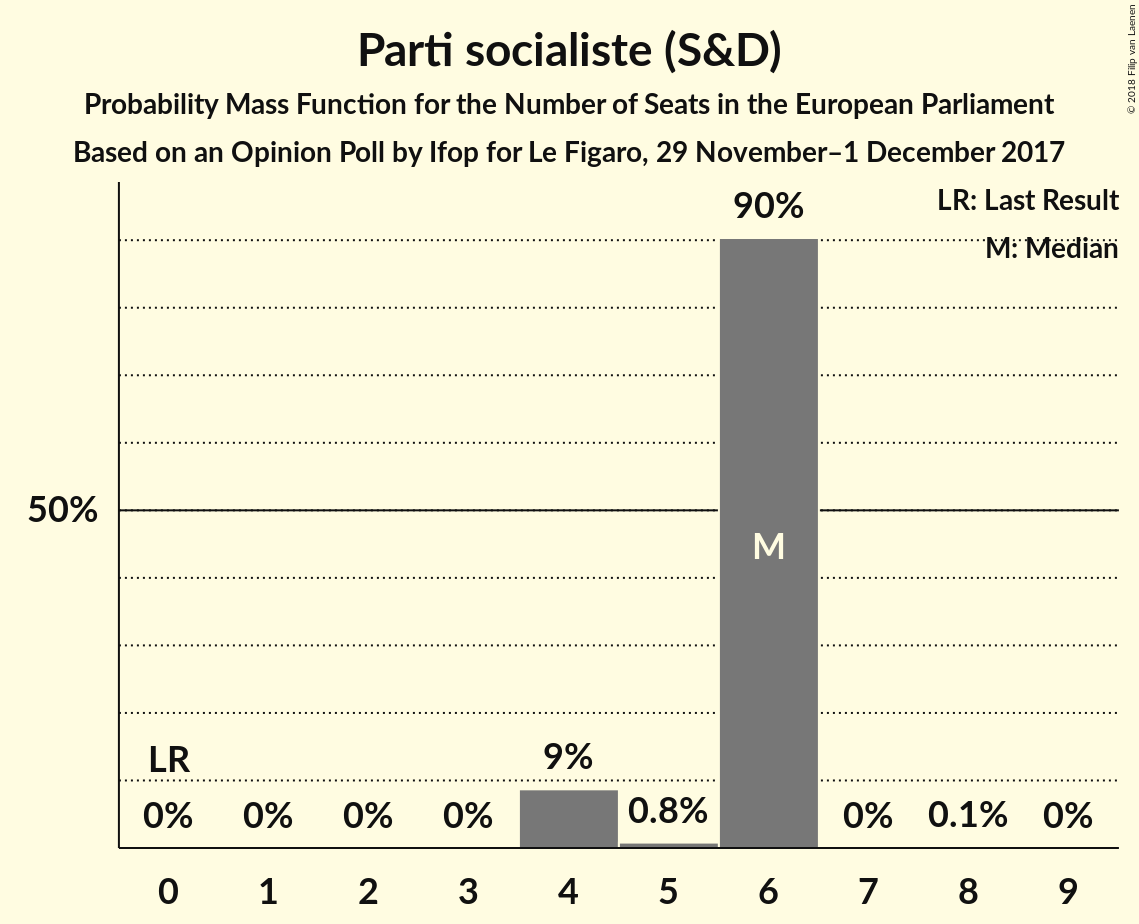 Parti socialiste (S&D)
Probability Mass Function for the Number of Seats in the European Parliament
Based on an Opinion Poll by Ifop for Le Figaro, 29 November–1 December 2017
© 2018 Filip van Laenen
LR: Last Result
M: Median
90%
50%
M
LR
9%
0% 0% 0% 0% 0.8% 0% 0.1% 0%
0 1 2 3 4 5 6 7 8 9